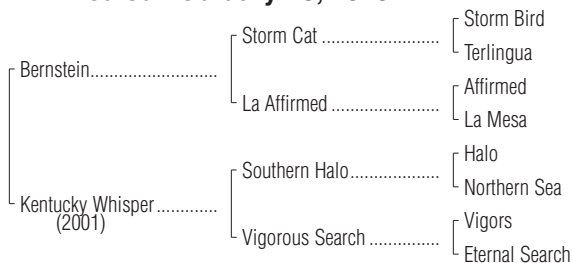 Storm Bird
Storm Cat ........................
Terlingua
Bernstein..........................
Affirmed
La Affirmed ......................
La Mesa
Halo
Southern Halo..................
Northern Sea
Kentucky Whisper.............
(2001)
Vigors
Vigorous Search ..............
Eternal Search